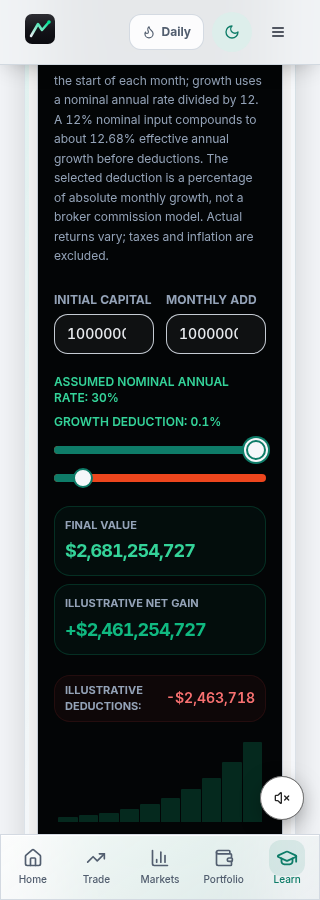 Daily
the start of each month; growth uses
a nominal annual rate divided by 12.
A 12% nominal input compounds to
about 12.68% effective annual
growth before deductions. The
selected deduction is a percentage
of absolute monthly growth, not a
broker commission model. Actual
returns vary; taxes and inflation are
excluded.
INITIAL CAPITAL MONTHLY ADD
ASSUMED NOMINAL ANNUAL
RATE: 30%
GROWTH DEDUCTION: 0.1%
FINAL VALUE
$2,681,254,727
ILLUSTRATIVE NET GAIN
+$2,461,254,727
ILLUSTRATIVE
DEDUCTIONS:
-$2,463,718
Home Trade Markets Portfolio Learn